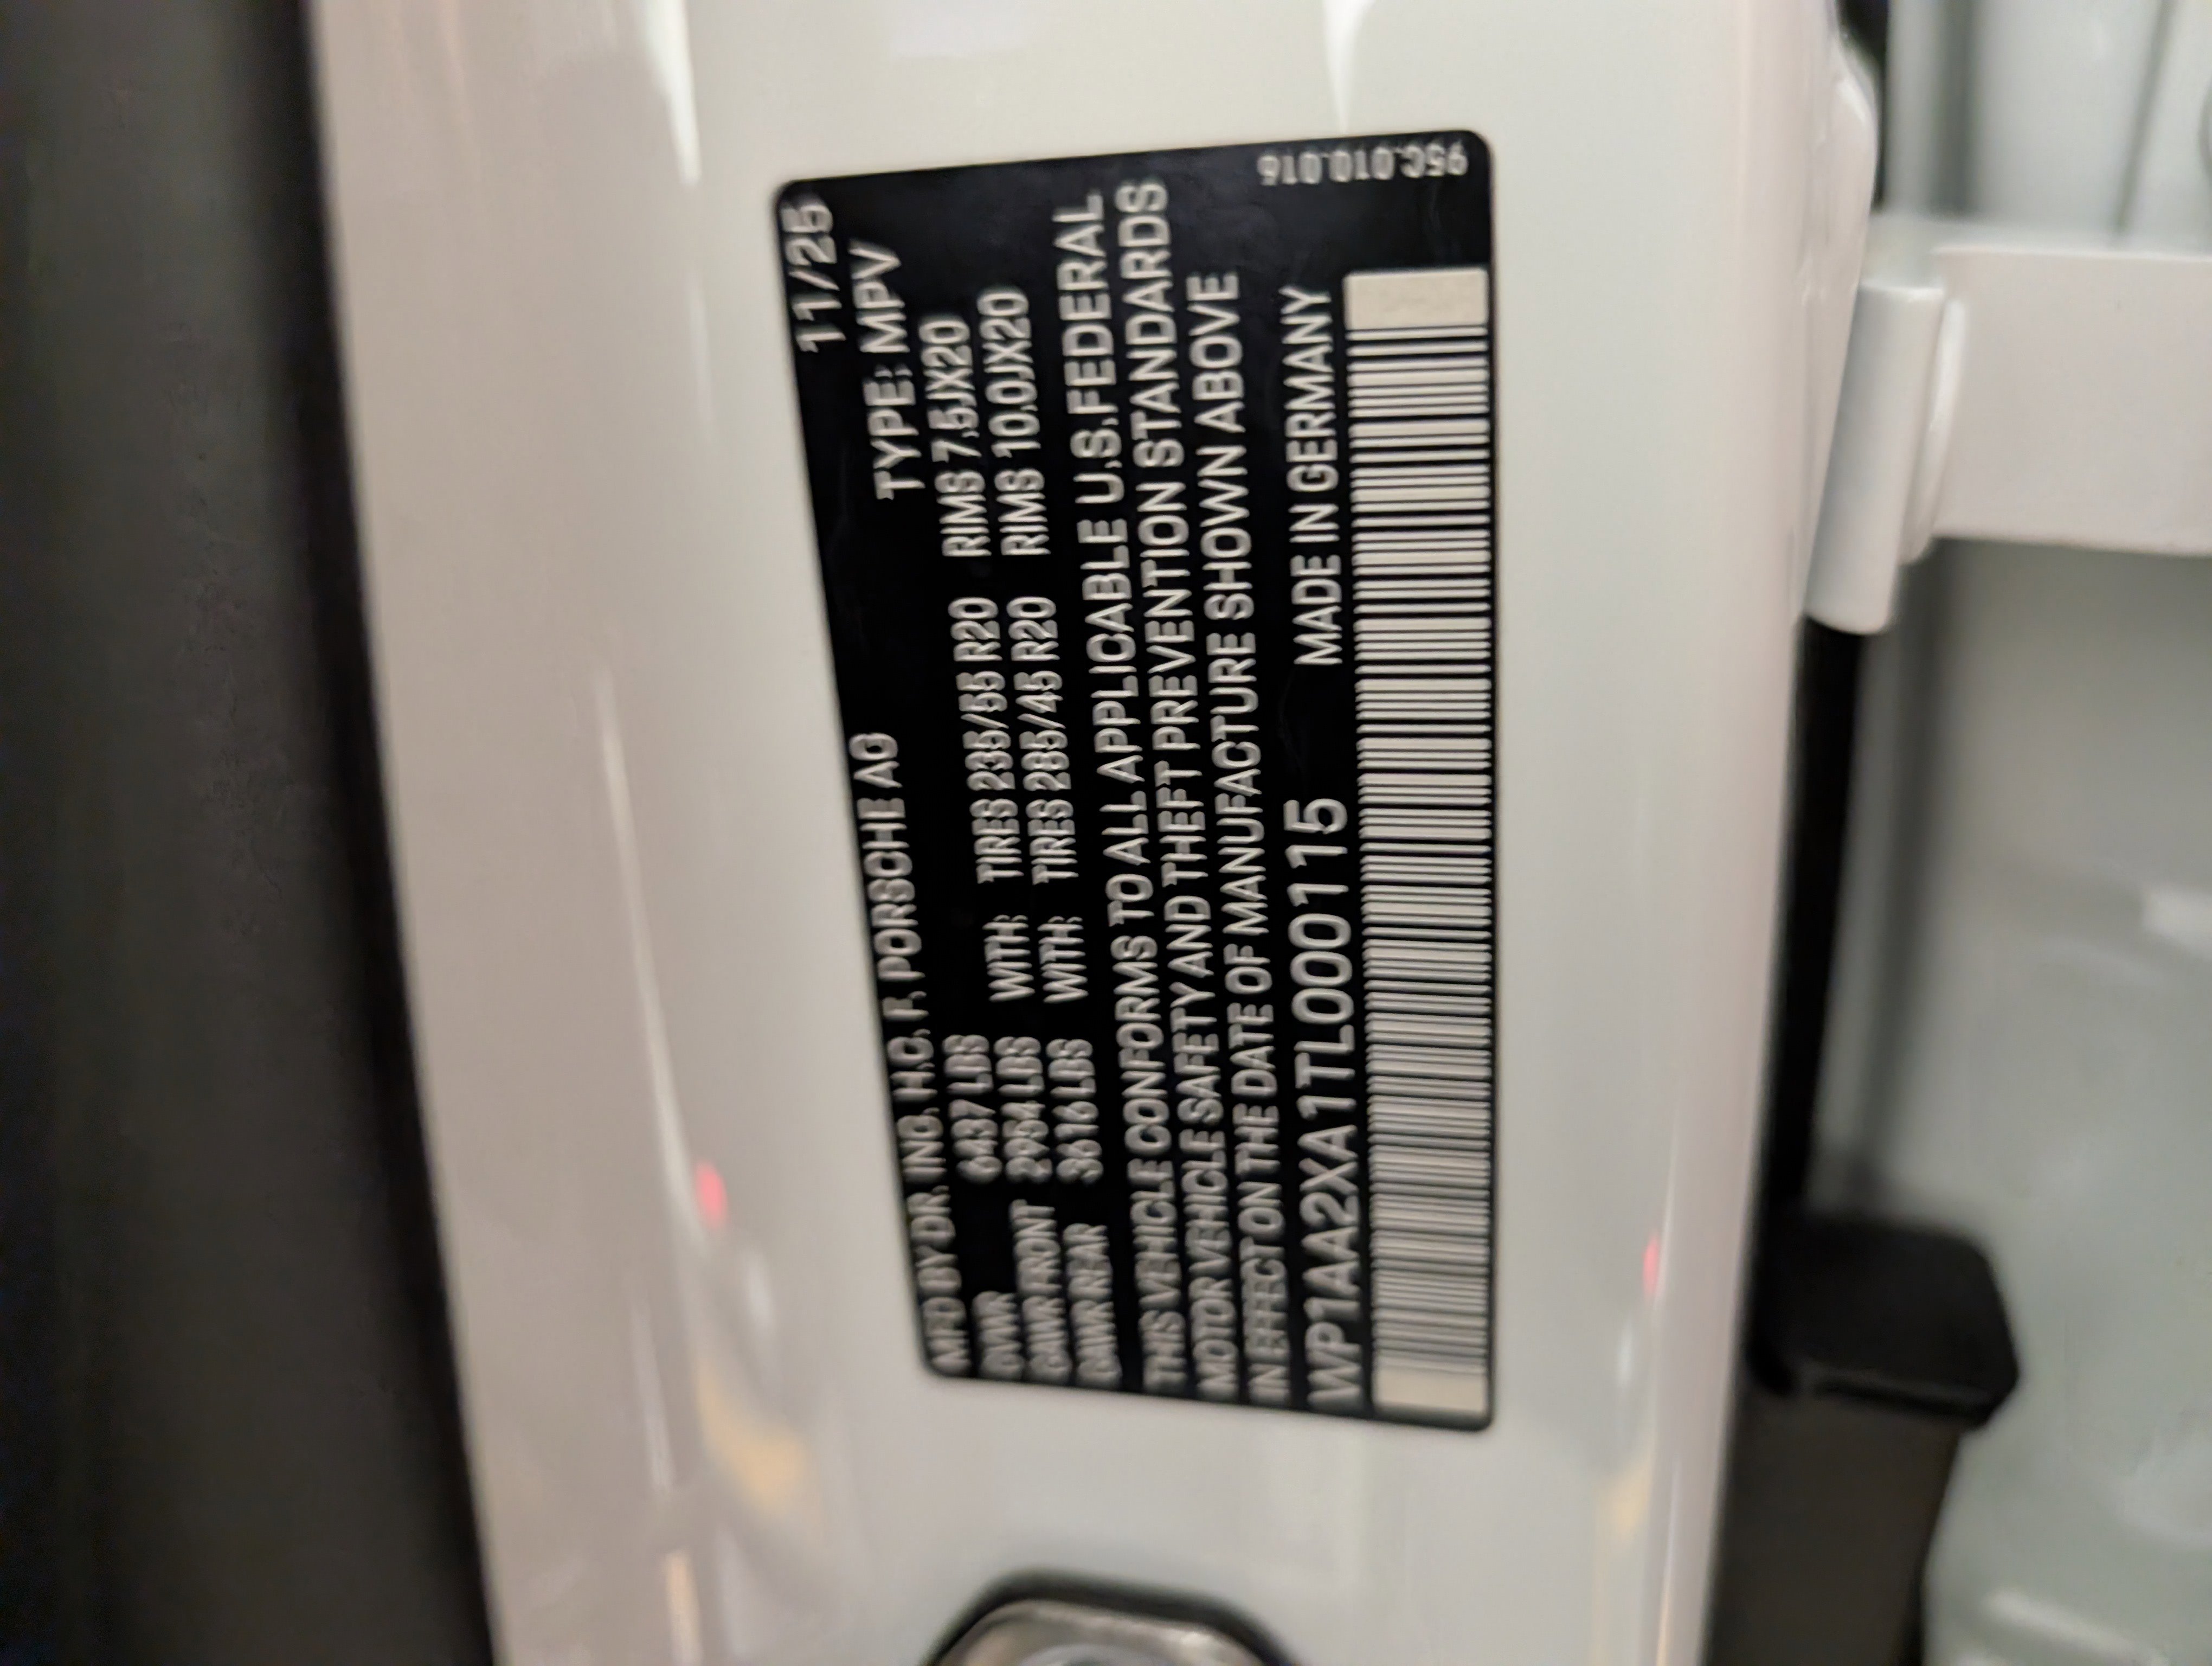 11/25
MFD BY DR. ING. H.C. F. PORSCHE AG TYPE: MPV
GVWR 6437 LBS WITH: TIRES 235/55 R20 RIMS 7.5JX20
GAWR FRONT 2954 LBS WITH: TIRES 285/45 R20 RIMS 10.0JX20
GAWR REAR 3616 LBS
THIS VEHICLE CONFORMS TO ALL APPLICABLE U.S.FEDERAL
MOTOR VEHICLE SAFETY AND THEFT PREVENTION STANDARDS
IN EFFECT ON THE DATE OF MANUFACTURE SHOWN ABOVE
WP1AA2XA1TL000115 MADE IN GERMANY
95C.010.016